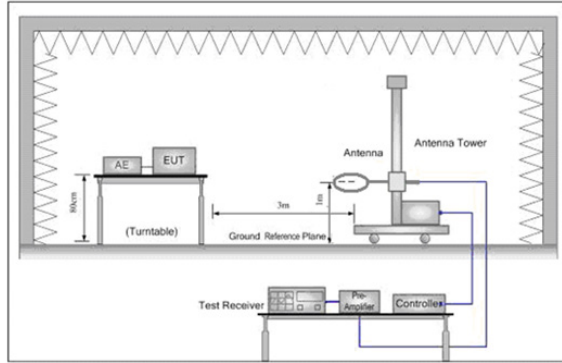 Antenna
Antenna Tower
AE
EUT
80cm
(Turntable)
3m
1m
Ground Reference Plane
Test Receiver
Pre-
Amplifier
Controller